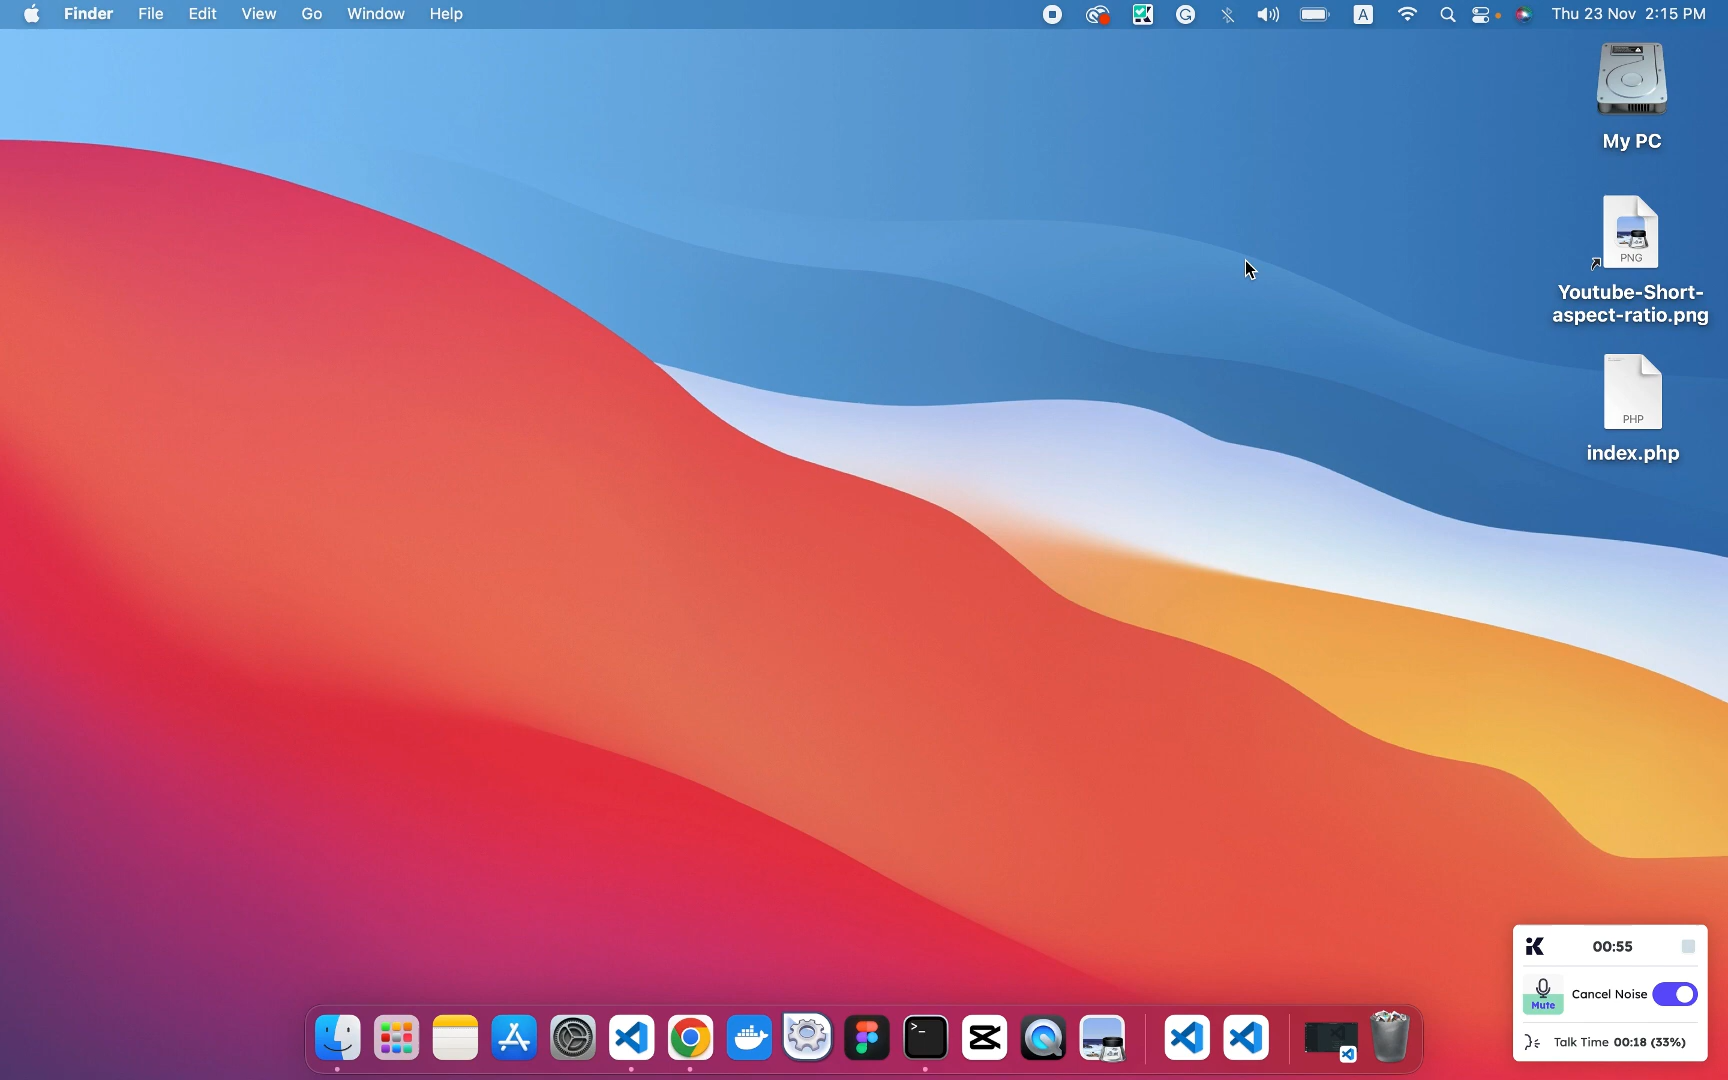 Finder File Edit View Go Window Help
A Thu 23 Nov 2:15 PM
My PC
PNG
Youtube-Short-
aspect-ratio.png
PHP
index.php
00:55
Mute Cancel Noise
Talk Time 00:18 (33%)